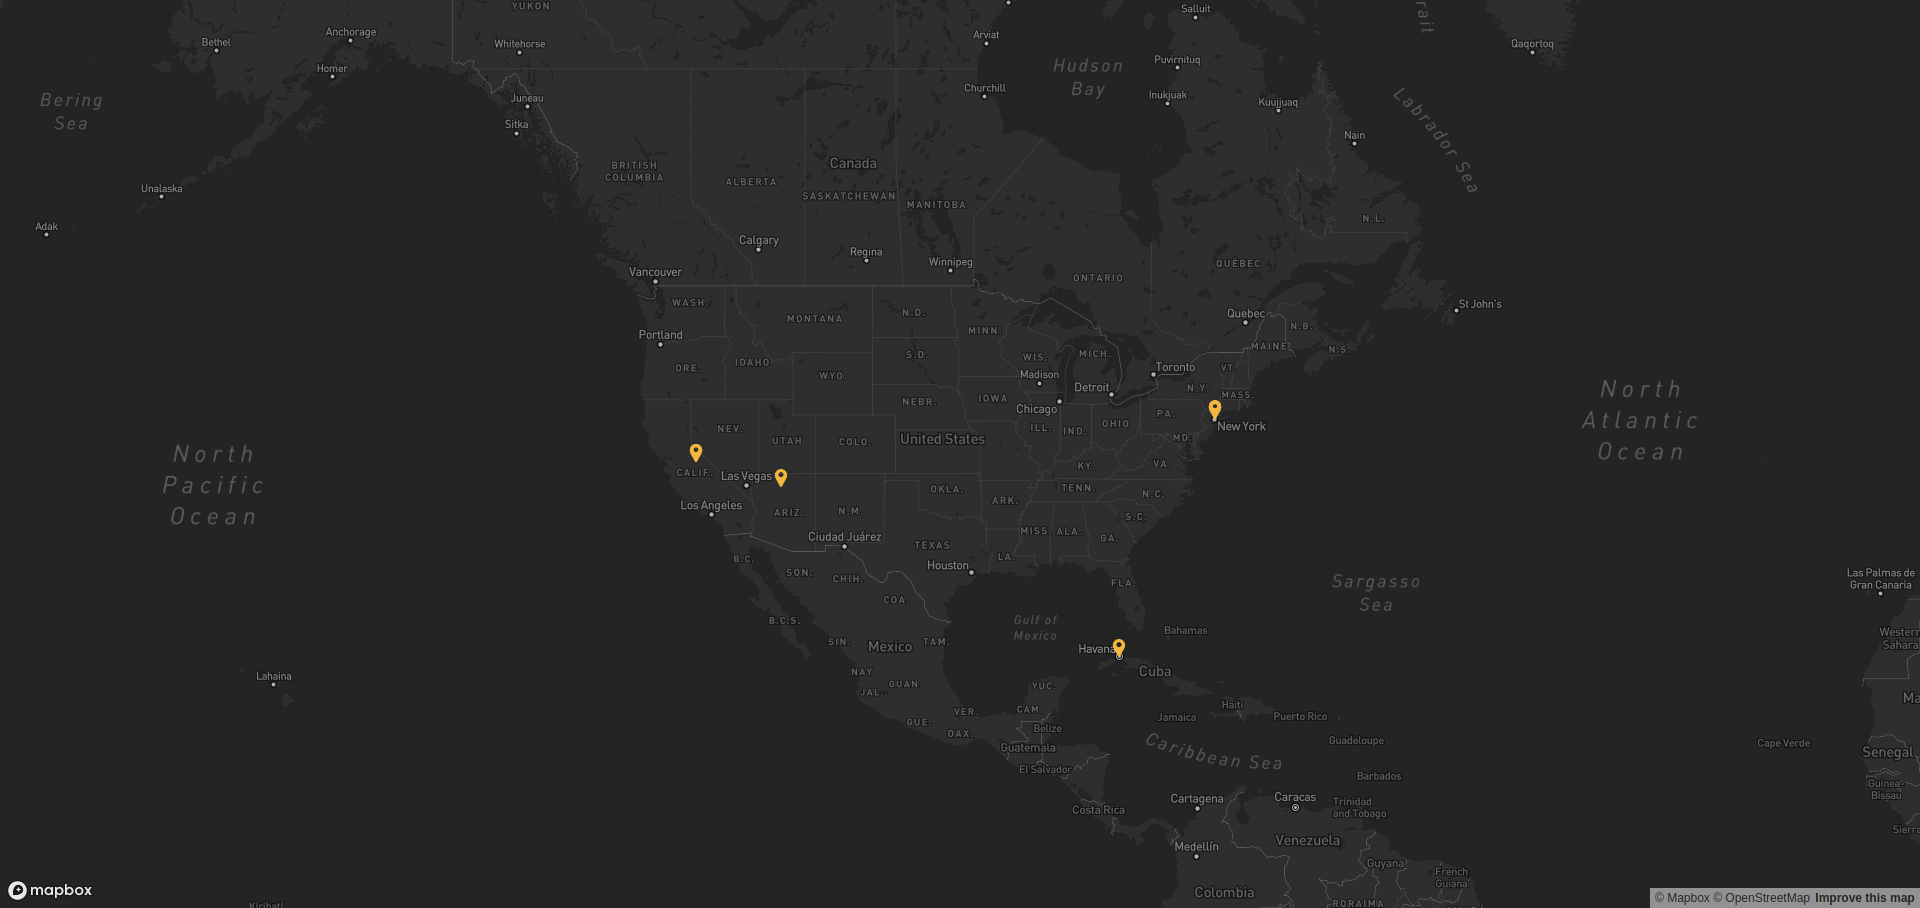 YUKON
Salluit
rait
Anchorage
Arviat
Bethel
Whitehorse
Qaqortoq
Puvirnituq
Homer
Hudson
Bay
Churchill
Inukjuak
Juneau
Kuujjuaq
Bering
Sea
Labrador Sea
Sitka
Nain
BRITISH
COLUMBIA
Canada
ALBERTA
Unalaska
SASKATCHEWAN
MANITOBA
N.L.
Adak
Calgary
Regina
Winnipeg
QUÉBEC
Vancouver
ONTARIO
WASH.
St John's
MONTANA
N.D.
Quebec
N.B.
MINN.
Portland
MAINE
N.S.
IDAHO
S.D.
WIS.
MICH.
ORE.
WYO.
Madison
Toronto
VT.
Detroit
N.Y.
MASS.
NEBR.
IOWA
Chicago
PA.
North
Atlantic
Ocean
NEV.
UTAH
COLO.
United States
ILL.
IND.
OHIO
MD.
New York
North
Pacific
Ocean
CALIF.
Las Vegas
KY.
VA.
OKLA.
TENN.
N.C.
Los Angeles
ARIZ.
N.M.
ARK.
S.C.
Ciudad Juárez
TEXAS
MISS.
ALA.
GA.
B.C.
SON.
CHIH.
Houston
LA.
FLA.
Sargasso
Sea
Las Palmas de
Gran Canaria
COA.
B.C.S.
Gulf of
Mexico
Bahamas
Western
Sahara
SIN.
Mexico
TAM.
Havana
Cuba
Lahaina
NAY.
JAL.
GUAN.
YUC.
Ma
GUE.
VER.
CAM.
Haiti
Jamaica
Puerto Rico
OAX.
Belize
Guatemala
Guadeloupe
Cape Verde
Senegal
Caribbean Sea
El Salvador
Barbados
Guinea-
Bissau
Costa Rica
Cartagena
Caracas
Trinidad
and Tobago
Sierra
Medellín
Venezuela
Guyana
French
Guiana
Colombia
RORAIMA
Kiribati
mapbox
© Mapbox © OpenStreetMap Improve this map